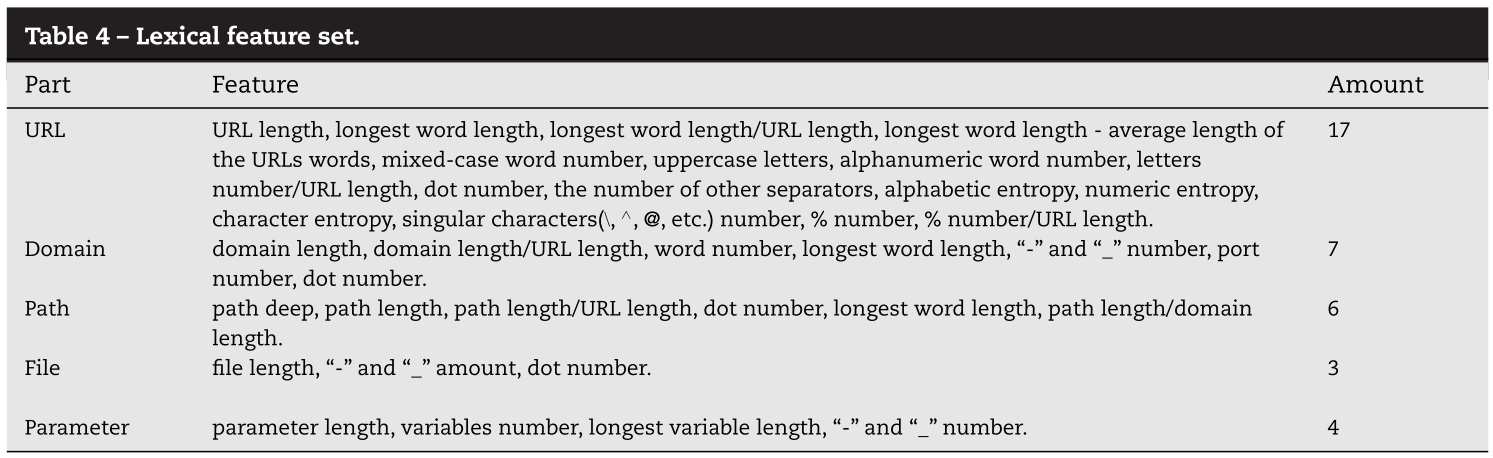 Table 4 – Lexical feature set.
Part Feature Amount
URL URL length, longest word length, longest word length/URL length, longest word length - average length of 17
the URLs words, mixed-case word number, uppercase letters, alphanumeric word number, letters
number/URL length, dot number, the number of other separators, alphabetic entropy, numeric entropy,
character entropy, singular characters(\, ^, @, etc.) number, % number, % number/URL length.
Domain domain length, domain length/URL length, word number, longest word length, “-” and “_” number, port 7
number, dot number.
Path path deep, path length, path length/URL length, dot number, longest word length, path length/domain 6
length.
File file length, “-” and “_” amount, dot number. 3
Parameter parameter length, variables number, longest variable length, “-” and “_” number. 4